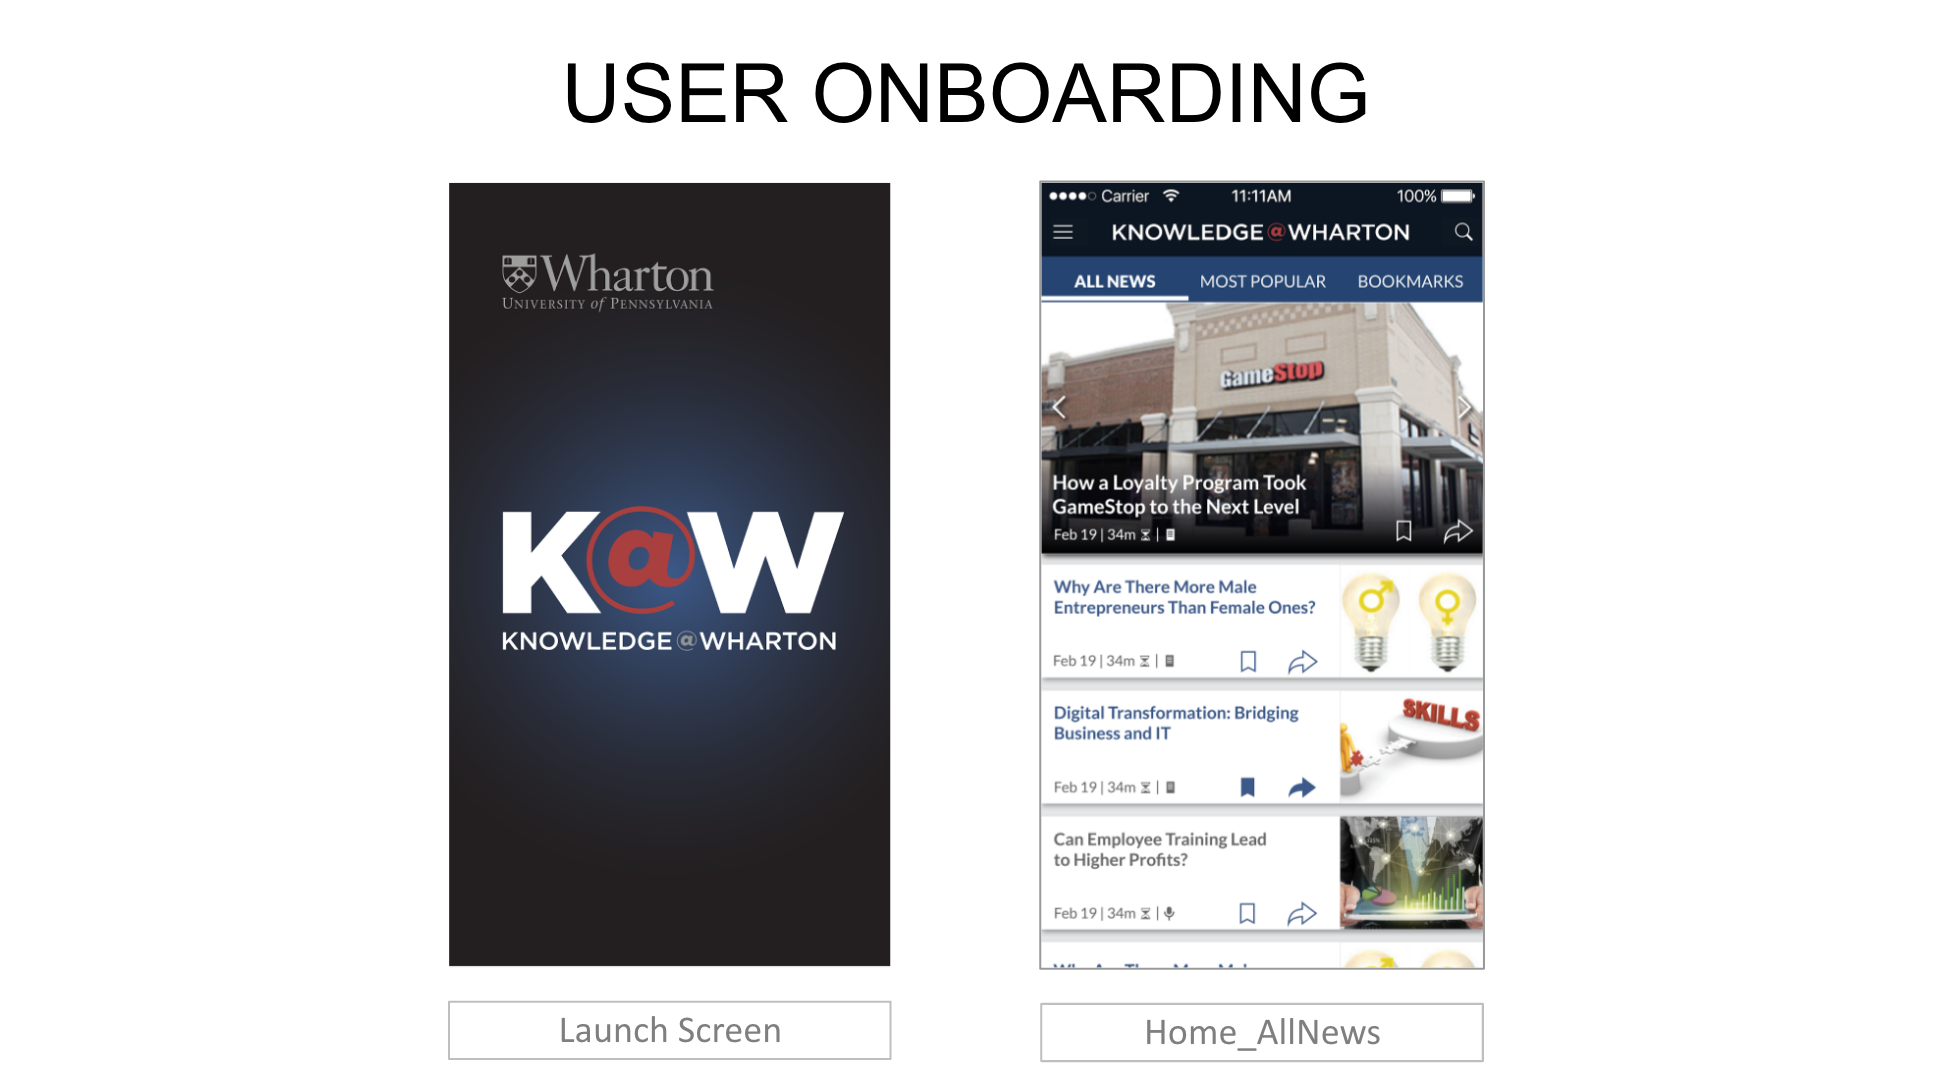 USER ONBOARDING
Wharton
UNIVERSITY of PENNSYLVANIA
K@W
KNOWLEDGE@WHARTON
Launch Screen
Carrier 11:11AM 100%
KNOWLEDGE@WHARTON
ALL NEWS MOST POPULAR BOOKMARKS
GameStop
How a Loyalty Program Took
GameStop to the Next Level
Feb 19 | 34m |
Why Are There More Male
Entrepreneurs Than Female Ones?
Feb 19 | 34m |
Digital Transformation: Bridging
Business and IT
Feb 19 | 34m |
SKILLS
Can Employee Training Lead
to Higher Profits?
Feb 19 | 34m |
Home_AllNews